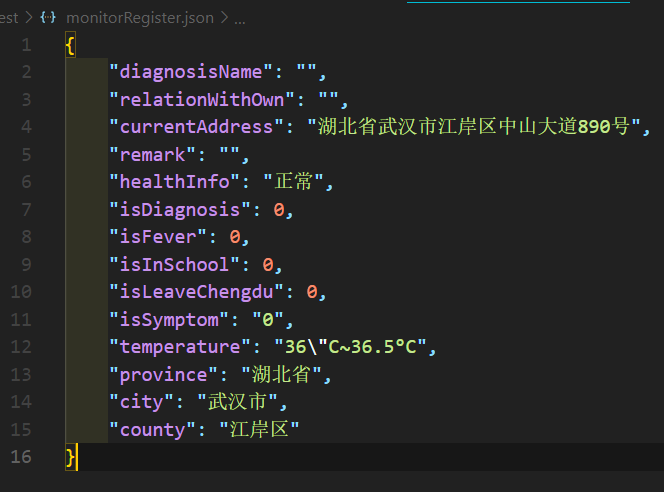 est > {··} monitorRegister.json > ...
1 {
2 "diagnosisName": "",
3 "relationWithOwn": "",
4 "currentAddress": "湖北省武汉市江岸区中山大道890号",
5 "remark": "",
6 "healthInfo": "正常",
7 "isDiagnosis": 0,
8 "isFever": 0,
9 "isInSchool": 0,
10 "isLeaveChengdu": 0,
11 "isSymptom": "0",
12 "temperature": "36\"C~36.5°C",
13 "province": "湖北省",
14 "city": "武汉市",
15 "county": "江岸区"
16 }